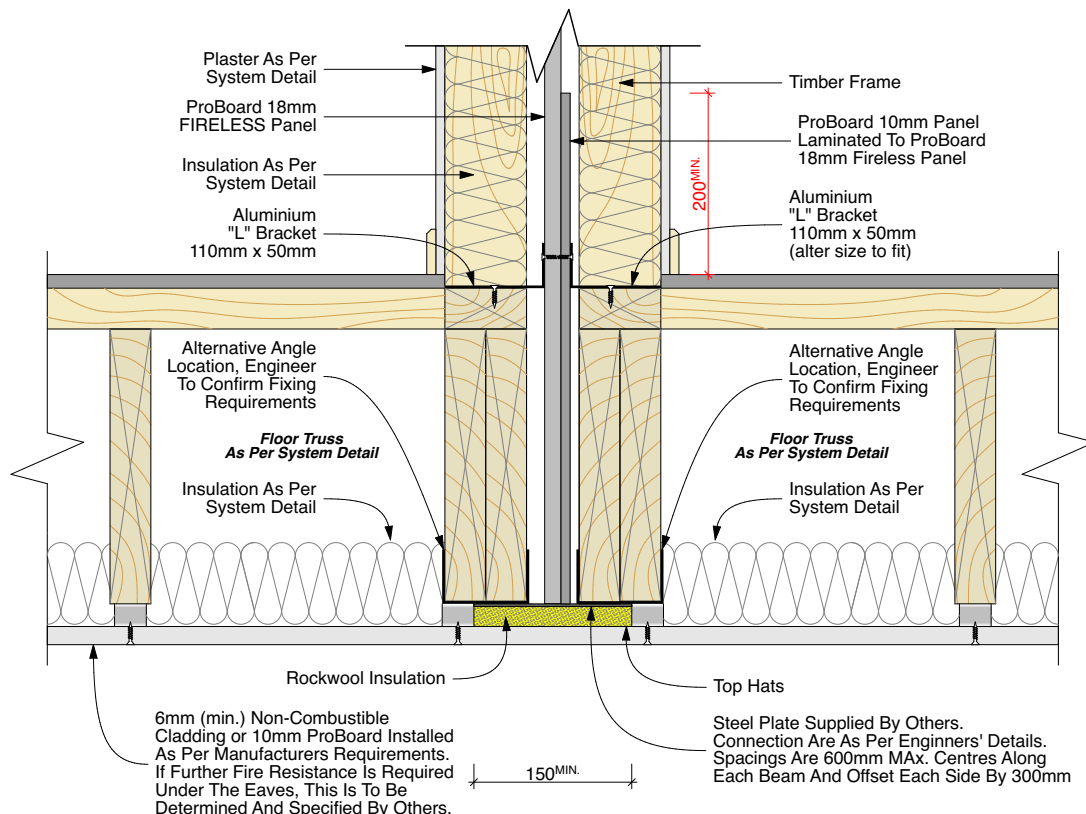 Plaster As Per
System Detail
ProBoard 18mm
FIRELESS Panel
Insulation As Per
System Detail
Aluminium
"L" Bracket
110mm x 50mm
Timber Frame
ProBoard 10mm Panel
Laminated To ProBoard
18mm Fireless Panel
200MIN.
Aluminium
"L" Bracket
110mm x 50mm
(alter size to fit)
Alternative Angle
Location, Engineer
To Confirm Fixing
Requirements
Floor Truss
As Per System Detail
Insulation As Per
System Detail
Alternative Angle
Location, Engineer
To Confirm Fixing
Requirements
Floor Truss
As Per System Detail
Insulation As Per
System Detail
Rockwool Insulation
Top Hats
6mm (min.) Non-Combustible
Cladding or 10mm ProBoard Installed
As Per Manufacturers Requirements.
If Further Fire Resistance Is Required
Under The Eaves, This Is To Be
Determined And Specified By Others.
150MIN.
Steel Plate Supplied By Others.
Connection Are As Per Enginners' Details.
Spacings Are 600mm MAx. Centres Along
Each Beam And Offset Each Side By 300mm